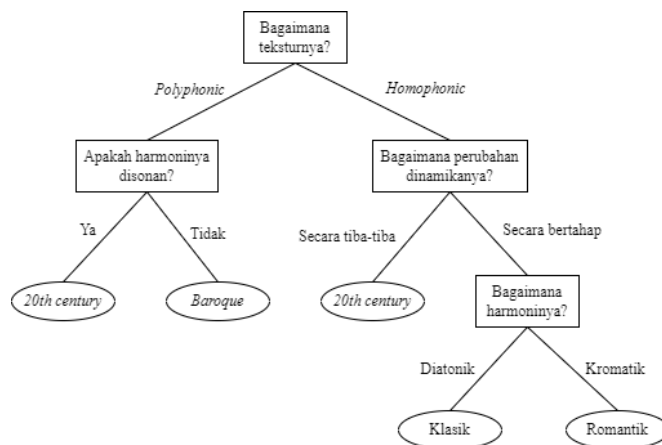 Bagaimana
teksturnya?
Polyphonic
Homophonic
Apakah harmoninya
disonan?
Bagaimana perubahan
dinamikanya?
Ya
Tidak
Secara tiba-tiba
Secara bertahap
20th century
Baroque
20th century
Bagaimana
harmoninya?
Diatonik
Kromatik
Klasik
Romantik